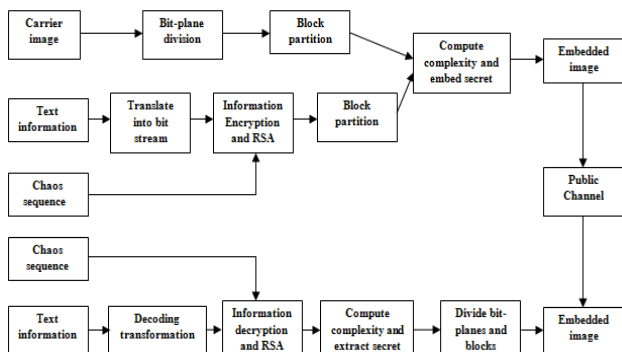 Carrier
image
Bit-plane
division
Block
partition
Compute
complexity and
embed secret
Embedded
image
Text
information
Translate
into bit
stream
Information
Encryption
and RSA
Block
partition
Chaos
sequence
Public
Channel
Chaos
sequence
Text
information
Decoding
transformation
Information
decryption
and RSA
Compute
complexity and
extract secret
Divide bit-
planes and
blocks
Embedded
image